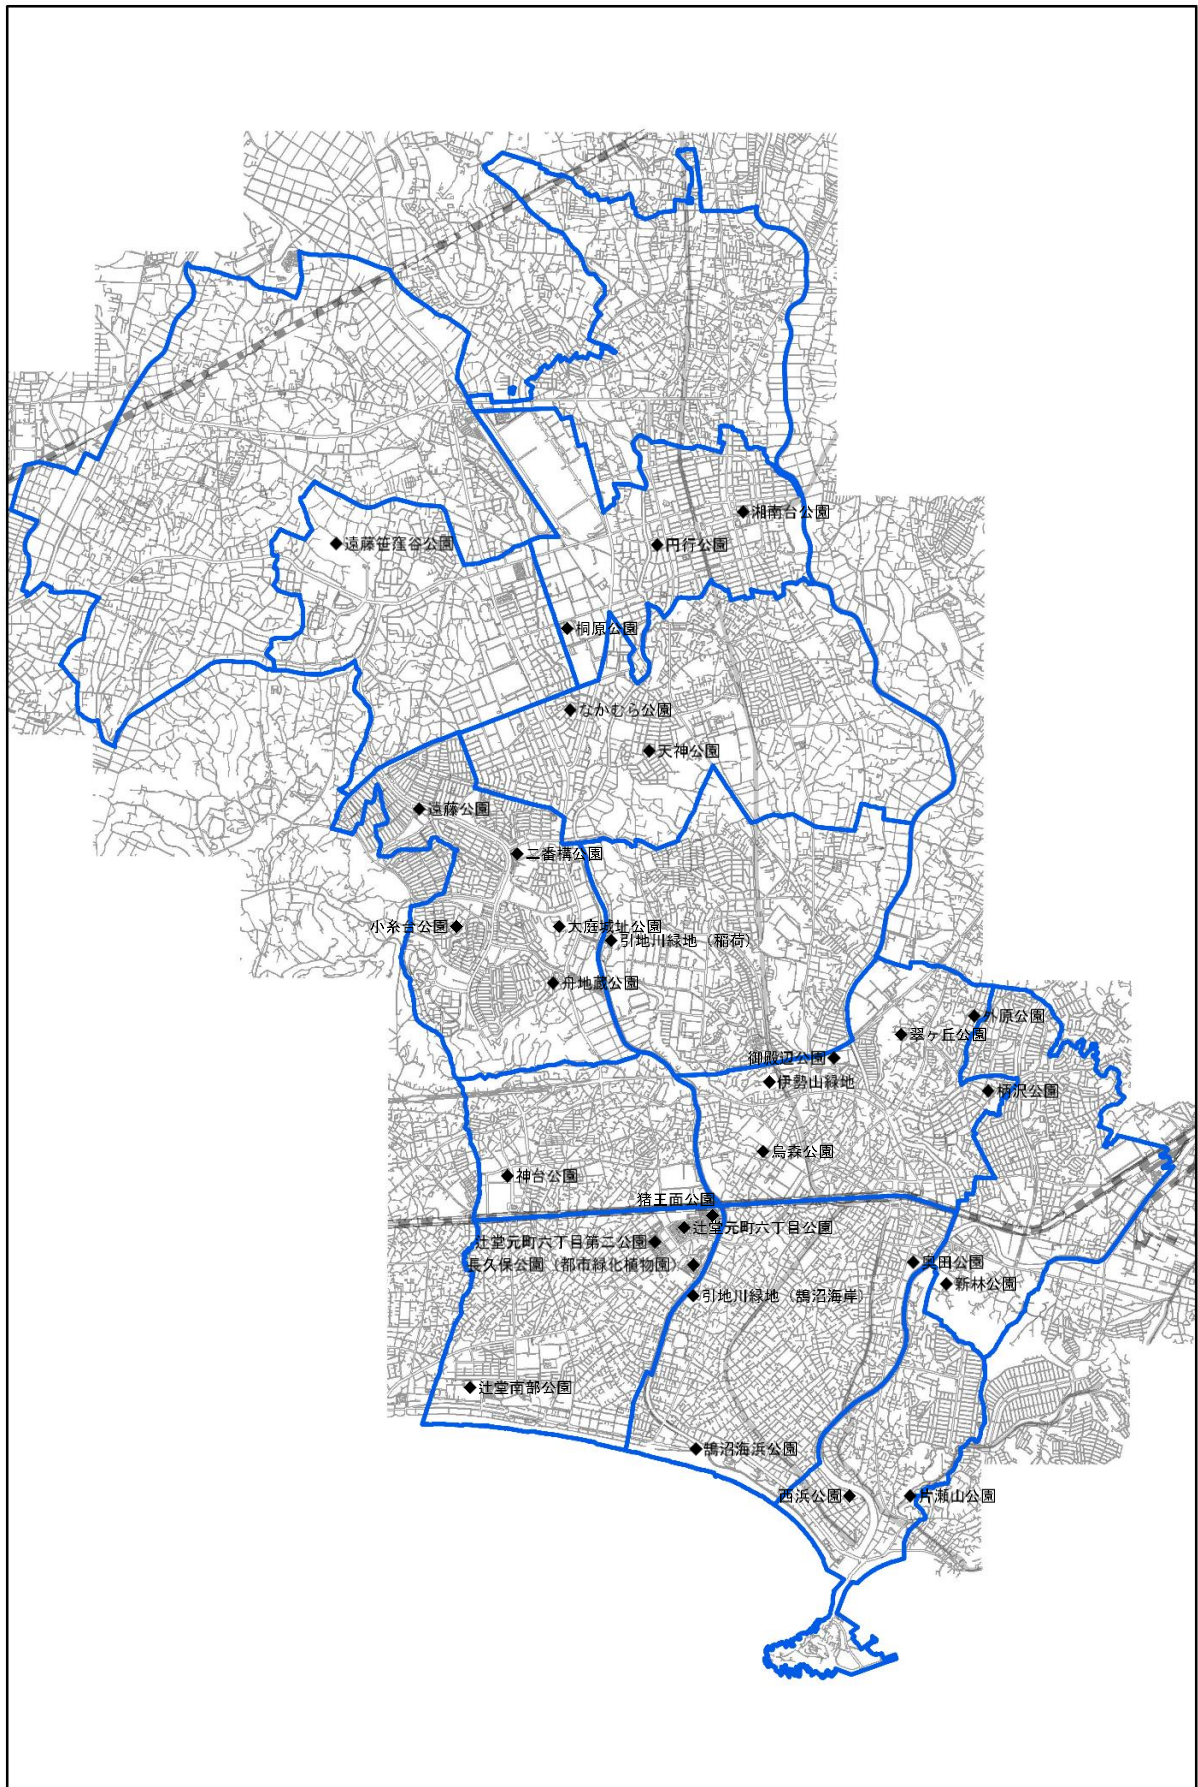 ◆湘南台公園
◆遠藤笹窪谷公園
◆円行公園
◆桐原公園
◆なかむら公園
◆天神公園
◆遠藤公園
◆二番構公園
小糸台公園◆
◆大庭城址公園
◆引地川緑地（稲荷）
◆舟地蔵公園
◆外原公園
◆翠ヶ丘公園
御殿辺公園◆
◆伊勢山緑地
◆柄沢公園
◆烏森公園
◆神台公園
猪王面公園
◆辻堂元町六丁目公園
辻堂元町六丁目第二公園◆
長久保公園（都市緑化植物園）◆
◆奥田公園
◆新林公園
◆引地川緑地（鵠沼海岸）
◆辻堂南部公園
◆鵠沼海浜公園
西浜公園◆
◆片瀬山公園